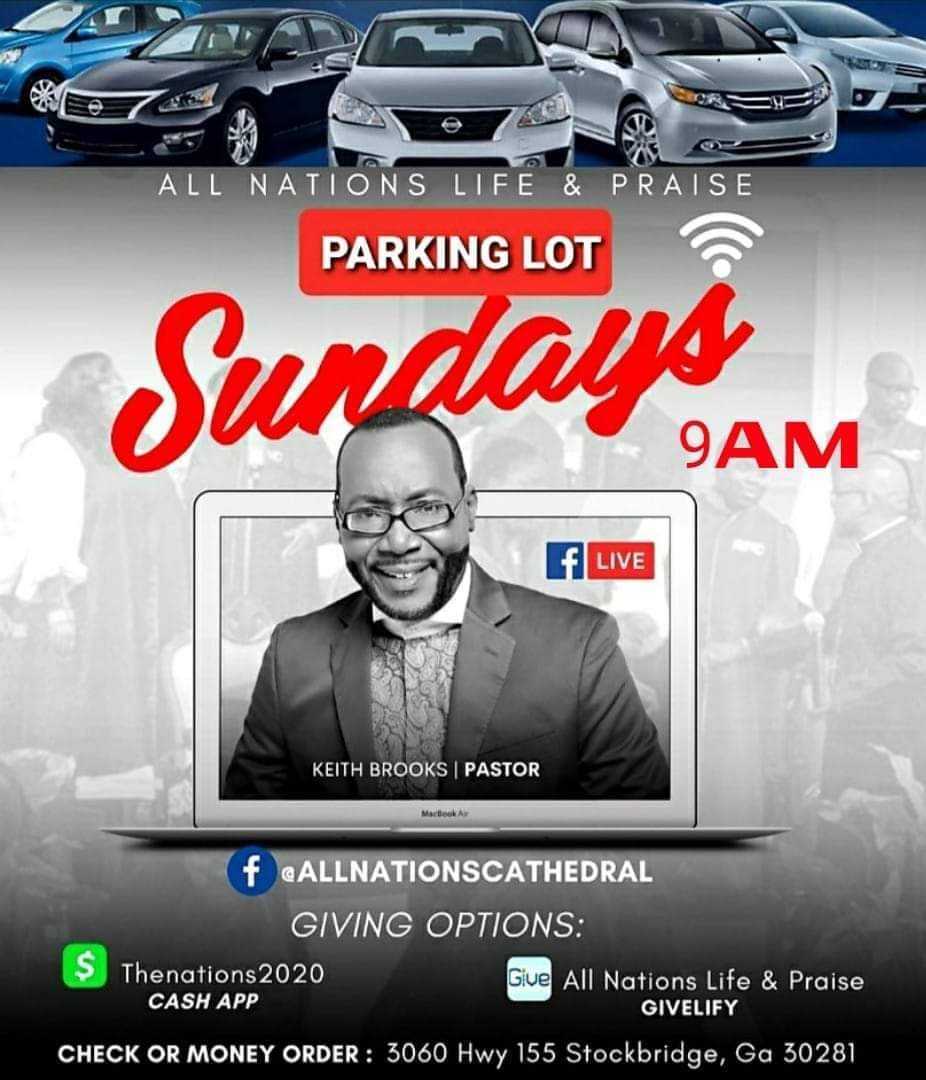 ALL NATIONS LIFE & PRAISE
PARKING LOT
Sundays
9AM
f LIVE
KEITH BROOKS | PASTOR
MacBook Air
f @ALLNATIONSCATHEDRAL
GIVING OPTIONS:
$ Thenations2020
CASH APP
Give All Nations Life & Praise
GIVELIFY
CHECK OR MONEY ORDER : 3060 Hwy 155 Stockbridge, Ga 30281